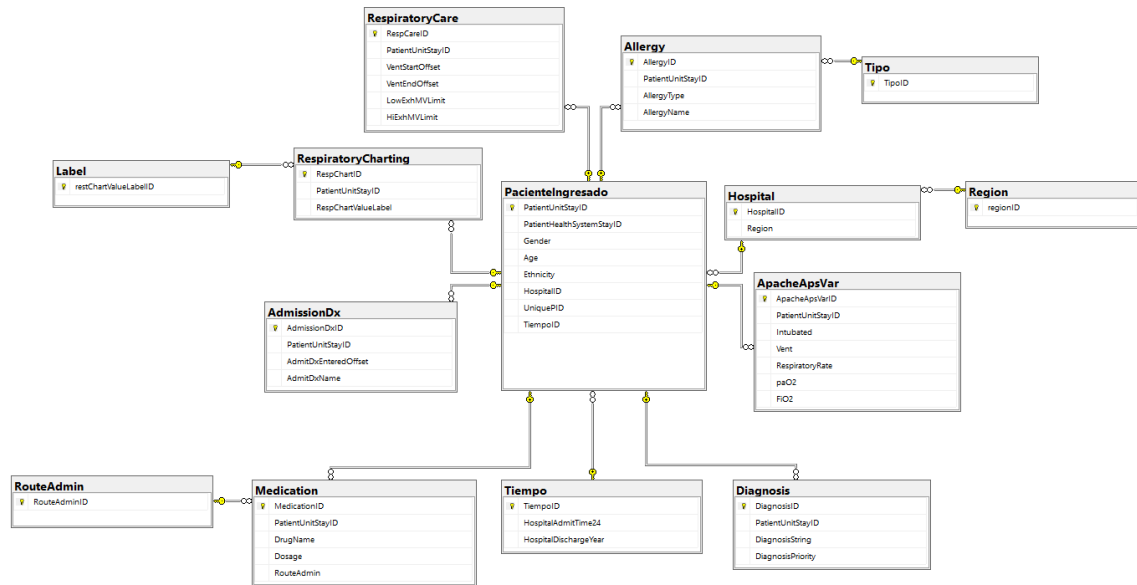 RespiratoryCare
RespCareID
PatientUnitStayID
VentStartOffset
VentEndOffset
LowExhMVLimit
HiExhMVLimit
Allergy
AllergyID
PatientUnitStayID
AllergyType
AllergyName
Tipo
TipoID
Label
restChartValueLabelID
RespiratoryCharting
RespChartID
PatientUnitStayID
RespChartValueLabel
PacienteIngresado
PatientUnitStayID
PatientHealthSystemStayID
Gender
Age
Ethnicity
HospitalID
UniquePID
TiempoID
Hospital
HospitalID
Region
Region
regionID
ApacheApsVar
ApacheApsVarID
PatientUnitStayID
Intubated
Vent
RespiratoryRate
paO2
FiO2
AdmissionDx
AdmissionDxID
PatientUnitStayID
AdmitDxEnteredOffset
AdmitDxName
RouteAdmin
RouteAdminID
Medication
MedicationID
PatientUnitStayID
DrugName
Dosage
RouteAdmin
Tiempo
TiempoID
HospitalAdmitTime24
HospitalDischargeYear
Diagnosis
DiagnosisID
PatientUnitStayID
DiagnosisString
DiagnosisPriority